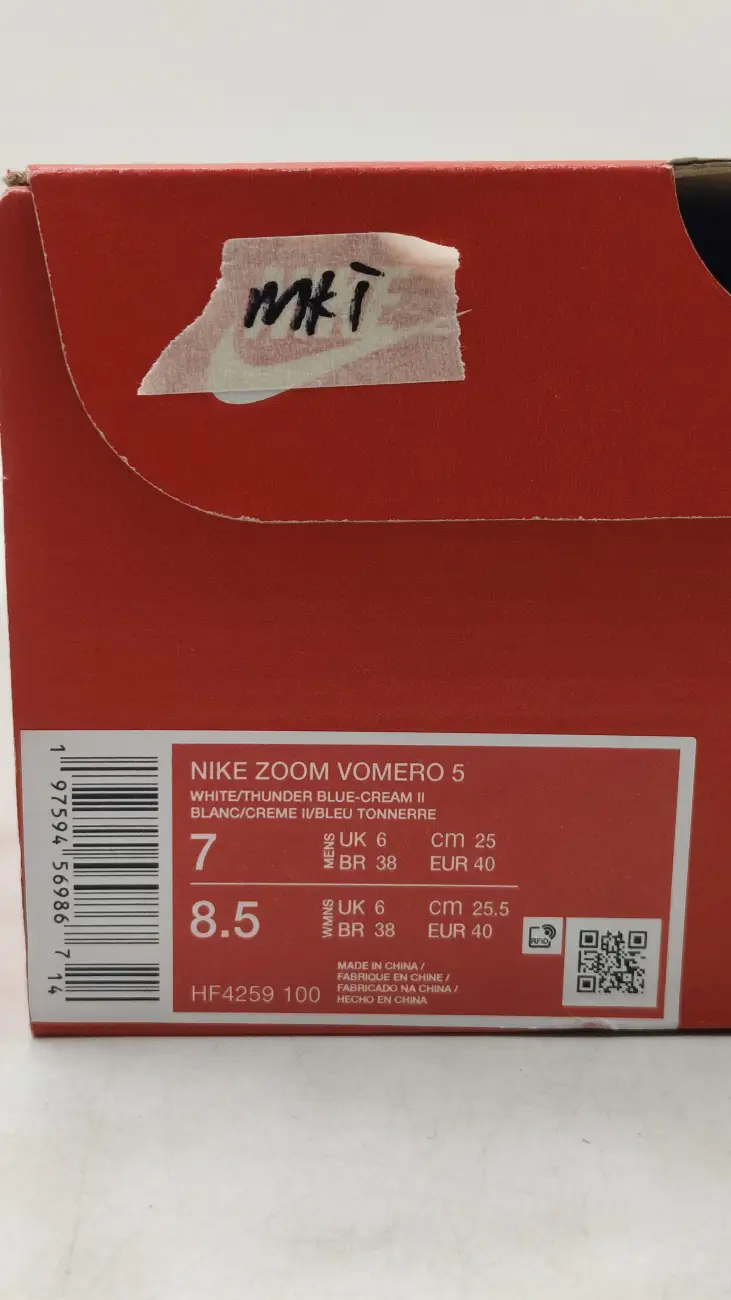 MKI
NIKE
NIKE ZOOM VOMERO 5
WHITE/THUNDER BLUE-CREAM II
BLANC/CREME II/BLEU TONNERRE
7 MENS UK 6 cm 25
BR 38 EUR 40
8.5 WMNS UK 6 cm 25.5
BR 38 EUR 40
RFID
MADE IN CHINA /
FABRIQUE EN CHINE /
FABRICADO NA CHINA /
HECHO EN CHINA
HF4259 100
1 97594 56986 7 14